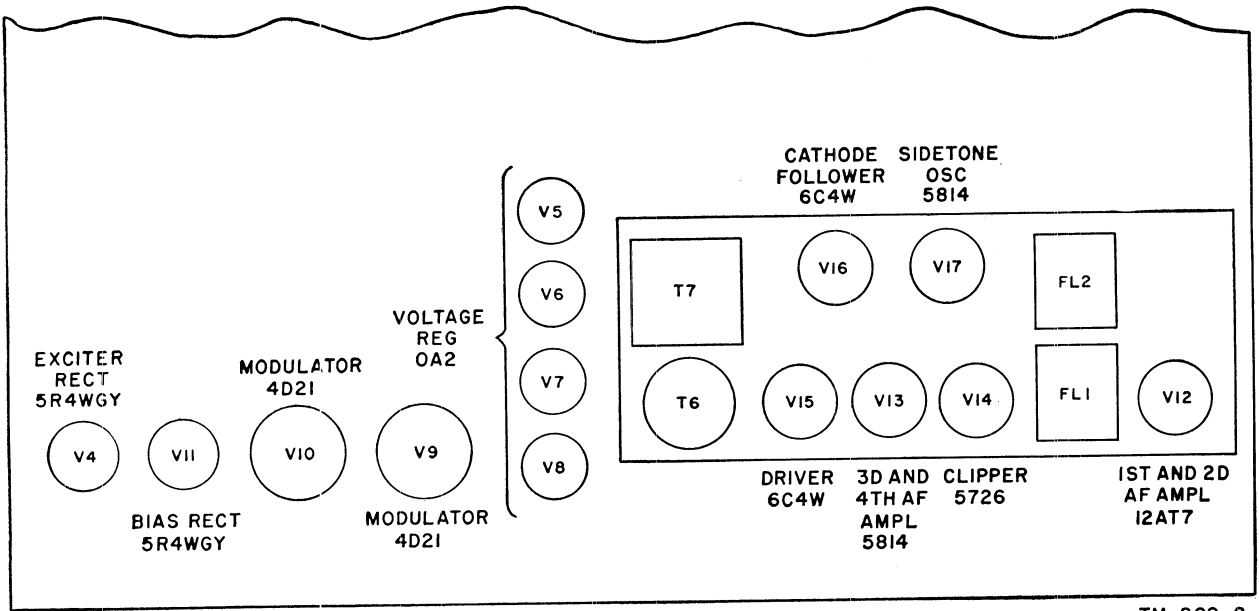 CATHODE
FOLLOWER
6C4W
SIDETONE
OSC
5814
V5
V6
V7
V8
VOLTAGE
REG
OA2
T7
V16
V17
FL2
T6
V15
V13
V14
FL1
V12
EXCITER
RECT
5R4WGY
MODULATOR
4D21
V4
V11
V10
V9
BIAS RECT
5R4WGY
MODULATOR
4D21
DRIVER
6C4W
3D AND
4TH AF
AMPL
5814
CLIPPER
5726
1ST AND 2D
AF AMPL
12AT7